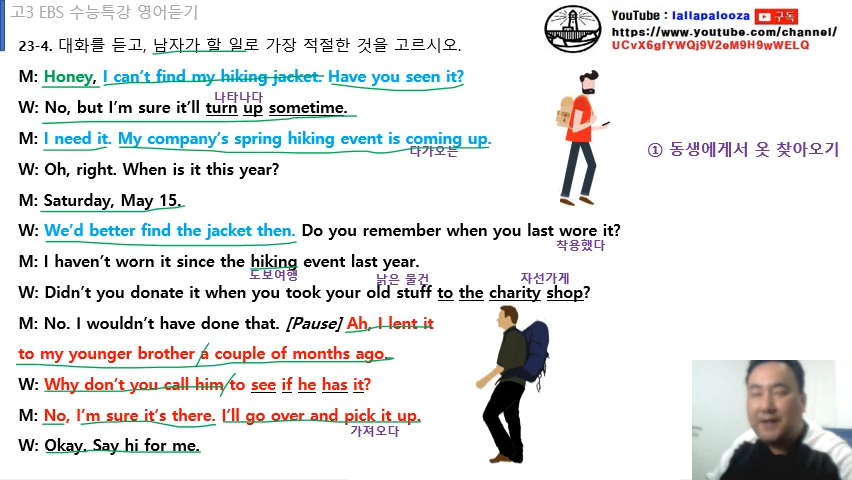 고3 EBS 수능특강 영어듣기
YouTube : lallapalooza 구독
https://www.youtube.com/channel/
UCvX6gfYWQj9V2eM9H9wWELQ
23-4. 대화를 듣고, 남자가 할 일로 가장 적절한 것을 고르시오.
M: Honey, I can't find my hiking jacket. Have you seen it?
나타나다
W: No, but I'm sure it'll turn up sometime.
M: I need it. My company's spring hiking event is coming up.
다가오는
① 동생에게서 옷 찾아오기
W: Oh, right. When is it this year?
M: Saturday, May 15.
W: We'd better find the jacket then. Do you remember when you last wore it?
착용했다
M: I haven't worn it since the hiking event last year.
도보여행 낡은 물건 자선가게
W: Didn't you donate it when you took your old stuff to the charity shop?
M: No. I wouldn't have done that. [Pause] Ah, I lent it
to my younger brother a couple of months ago.
W: Why don't you call him to see if he has it?
M: No, I'm sure it's there. I'll go over and pick it up.
가져오다
W: Okay. Say hi for me.